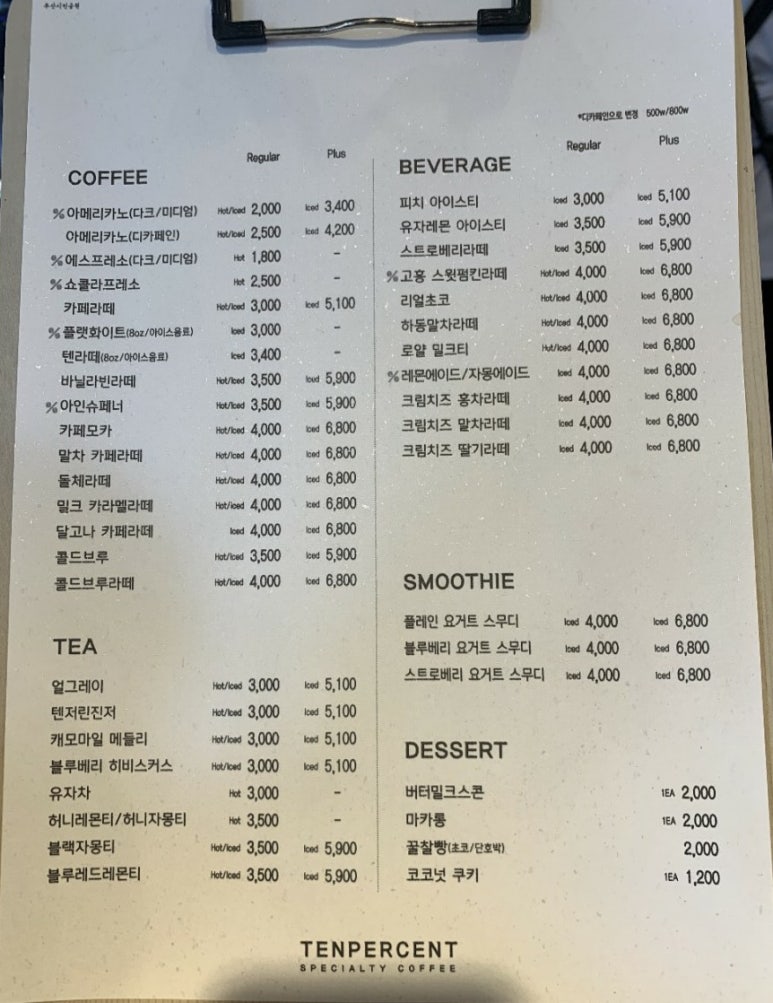 부산시민공원
*디카페인으로 변경 500w/800w
COFFEE Regular Plus
%아메리카노(다크/미디엄) Hot/Iced 2,000 Iced 3,400
아메리카노(디카페인) Hot/Iced 2,500 Iced 4,200
%에스프레소(다크/미디엄) Hot 1,800 -
%쇼콜라프레소 Hot 2,500 -
카페라떼 Hot/Iced 3,000 Iced 5,100
%플랫화이트(8oz/아이스음료) Iced 3,000 -
텐라떼(8oz/아이스음료) Iced 3,400 -
바닐라빈라떼 Hot/Iced 3,500 Iced 5,900
%아인슈페너 Hot/Iced 3,500 Iced 5,900
카페모카 Hot/Iced 4,000 Iced 6,800
말차 카페라떼 Hot/Iced 4,000 Iced 6,800
돌체라떼 Hot/Iced 4,000 Iced 6,800
밀크 카라멜라떼 Hot/Iced 4,000 Iced 6,800
달고나 카페라떼 Iced 4,000 Iced 6,800
콜드브루 Hot/Iced 3,500 Iced 5,900
콜드브루라떼 Hot/Iced 4,000 Iced 6,800
TEA
얼그레이 Hot/Iced 3,000 Iced 5,100
텐저린진저 Hot/Iced 3,000 Iced 5,100
캐모마일 메들리 Hot/Iced 3,000 Iced 5,100
블루베리 히비스커스 Hot/Iced 3,000 Iced 5,100
유자차 Hot 3,000 -
허니레몬티/허니자몽티 Hot 3,500 -
블랙자몽티 Hot/Iced 3,500 Iced 5,900
블루레드레몬티 Hot/Iced 3,500 Iced 5,900
BEVERAGE Regular Plus
피치 아이스티 Iced 3,000 Iced 5,100
유자레몬 아이스티 Iced 3,500 Iced 5,900
스트로베리라떼 Iced 3,500 Iced 5,900
%고흥 스윗펌킨라떼 Hot/Iced 4,000 Iced 6,800
리얼초코 Hot/Iced 4,000 Iced 6,800
하동말차라떼 Hot/Iced 4,000 Iced 6,800
로얄 밀크티 Hot/Iced 4,000 Iced 6,800
%레몬에이드/자몽에이드 Iced 4,000 Iced 6,800
크림치즈 홍차라떼 Iced 4,000 Iced 6,800
크림치즈 말차라떼 Iced 4,000 Iced 6,800
크림치즈 딸기라떼 Iced 4,000 Iced 6,800
SMOOTHIE
플레인 요거트 스무디 Iced 4,000 Iced 6,800
블루베리 요거트 스무디 Iced 4,000 Iced 6,800
스트로베리 요거트 스무디 Iced 4,000 Iced 6,800
DESSERT
버터밀크스콘 1EA 2,000
마카롱 1EA 2,000
꿀찰빵(초코/단호박) 2,000
코코넛 쿠키 1EA 1,200
TENPERCENT
SPECIALTY COFFEE